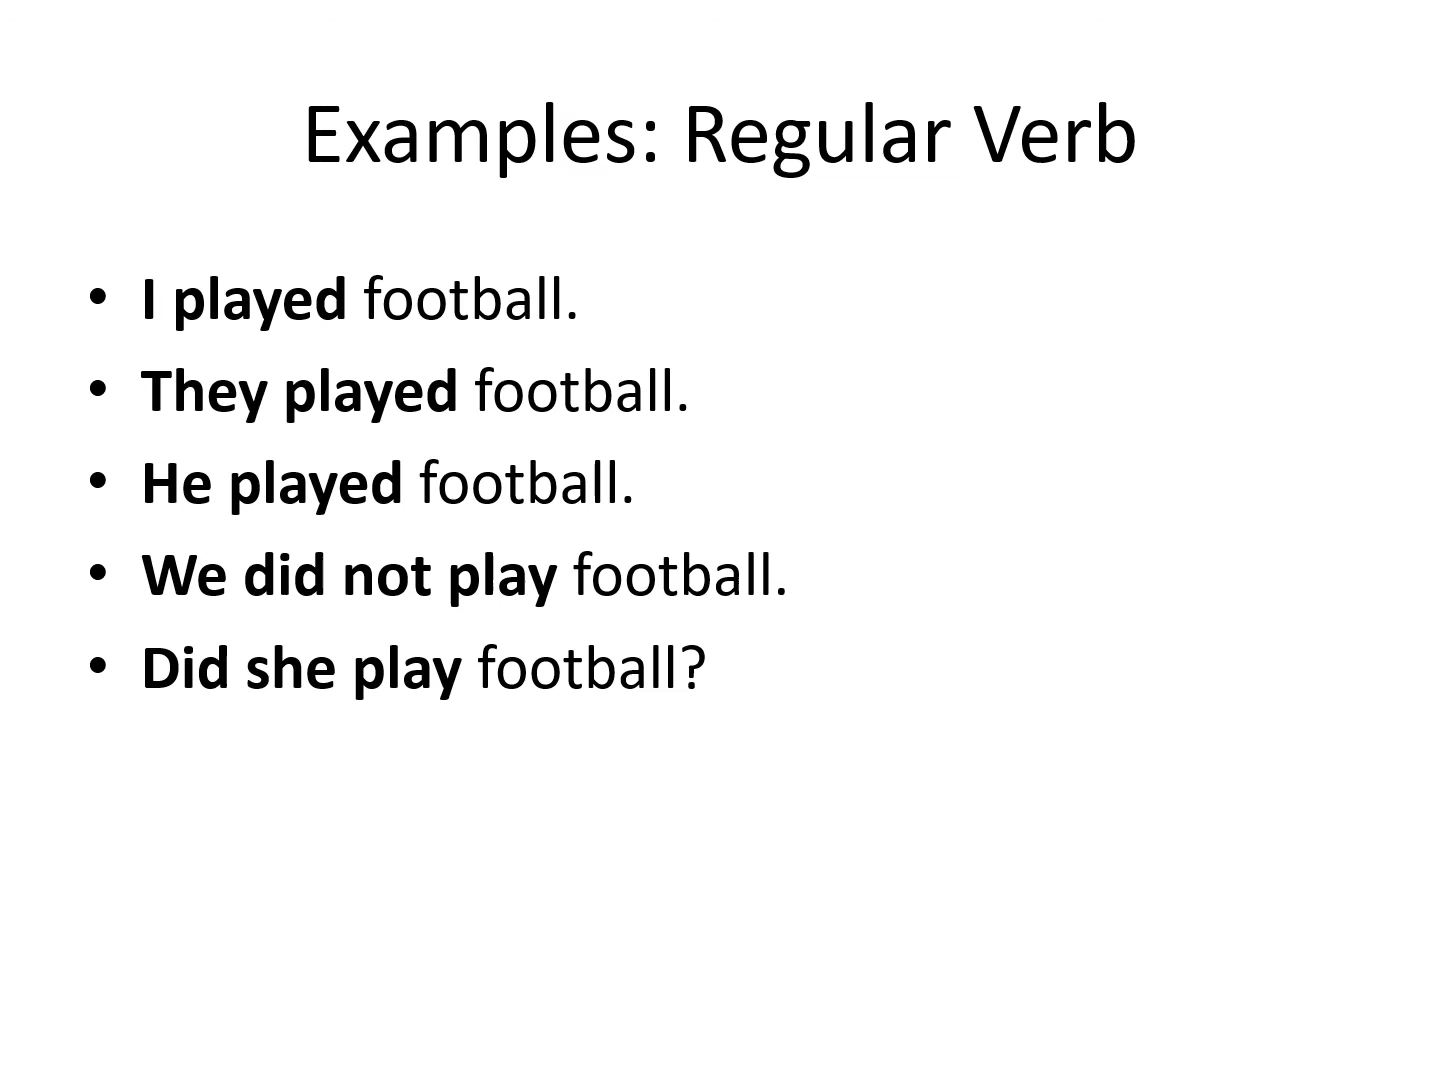 Examples: Regular Verb
• I played football.
• They played football.
• He played football.
• We did not play football.
• Did she play football?